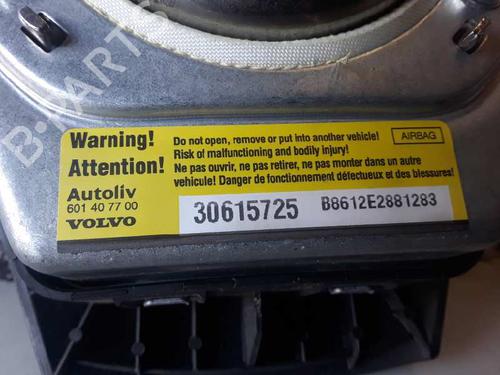 B-PARTS
Warning!
Attention!
Autoliv
601 40 77 00
VOLVO
Do not open, remove or put into another vehicle!
Risk of malfunctioning and bodily injury!
Ne pas ouvrir, ne pas retirer, ne pas monter dans un autre
vehicule! Danger de fonctionnement défectueux et des blessures!
AIRBAG
30615725
B8612E2881283